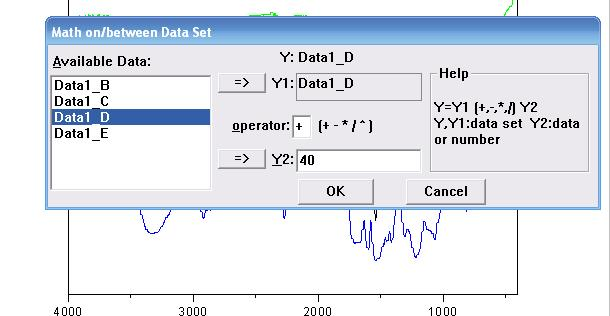 Math on/between Data Set
Available Data:
Data1_B
Data1_C
Data1_D
Data1_E
Y: Data1_D
=> Y1: Data1_D
operator: + (+ - * / ^ )
=> Y2: 40
OK Cancel
Help
Y=Y1 (+,-,*,/) Y2
Y,Y1:data set Y2:data
or number
4000 3000 2000 1000